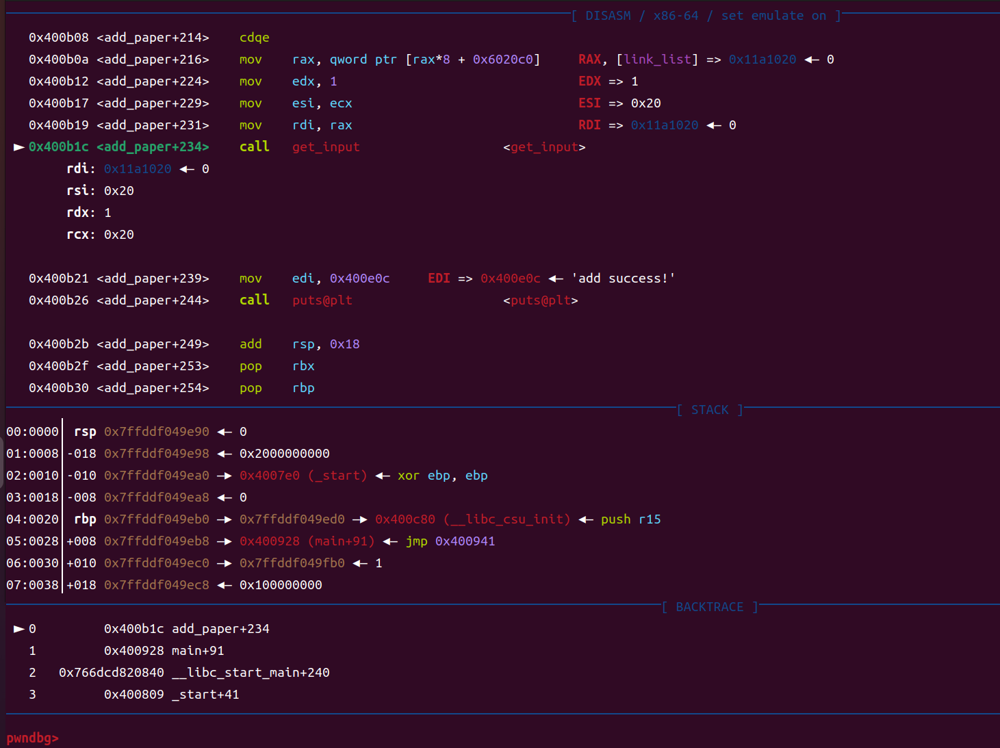 [ DISASM / x86-64 / set emulate on ]
0x400b08 <add_paper+214>    cdqe
0x400b0a <add_paper+216>    mov    rax, qword ptr [rax*8 + 0x6020c0]     RAX, [link_list] => 0x11a1020 ◂— 0
0x400b12 <add_paper+224>    mov    edx, 1                                EDX => 1
0x400b17 <add_paper+229>    mov    esi, ecx                              ESI => 0x20
0x400b19 <add_paper+231>    mov    rdi, rax                              RDI => 0x11a1020 ◂— 0
► 0x400b1c <add_paper+234>    call   get_input                   <get_input>
rdi: 0x11a1020 ◂— 0
rsi: 0x20
rdx: 1
rcx: 0x20
0x400b21 <add_paper+239>    mov    edi, 0x400e0c     EDI => 0x400e0c ◂— 'add success!'
0x400b26 <add_paper+244>    call   puts@plt                    <puts@plt>
0x400b2b <add_paper+249>    add    rsp, 0x18
0x400b2f <add_paper+253>    pop    rbx
0x400b30 <add_paper+254>    pop    rbp
[ STACK ]
00:0000│ rsp 0x7ffddf049e90 ◂— 0
01:0008│-018 0x7ffddf049e98 ◂— 0x2000000000
02:0010│-010 0x7ffddf049ea0 —▸ 0x4007e0 (_start) ◂— xor ebp, ebp
03:0018│-008 0x7ffddf049ea8 ◂— 0
04:0020│ rbp 0x7ffddf049eb0 —▸ 0x7ffddf049ed0 —▸ 0x400c80 (__libc_csu_init) ◂— push r15
05:0028│+008 0x7ffddf049eb8 —▸ 0x400928 (main+91) ◂— jmp 0x400941
06:0030│+010 0x7ffddf049ec0 —▸ 0x7ffddf049fb0 ◂— 1
07:0038│+018 0x7ffddf049ec8 ◂— 0x100000000
[ BACKTRACE ]
► 0         0x400b1c add_paper+234
1         0x400928 main+91
2   0x766dcd820840 __libc_start_main+240
3         0x400809 _start+41
pwndbg>